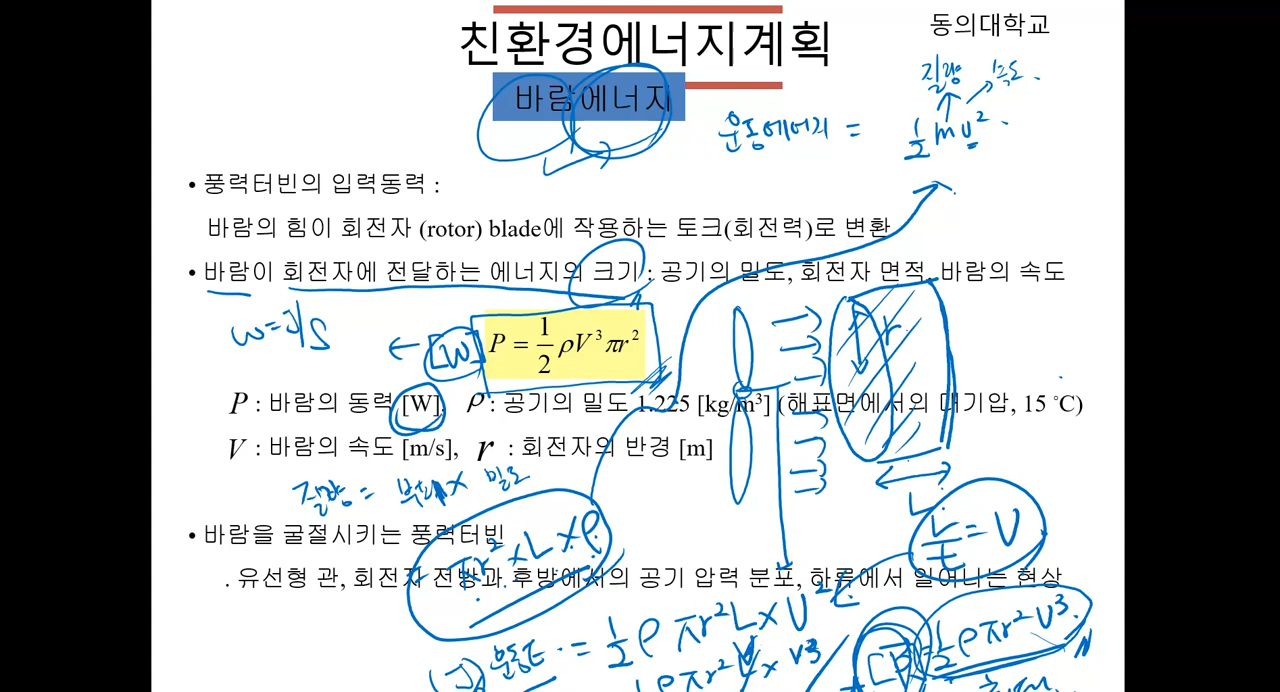 친환경에너지계획
동의대학교
바람에너지
질량 속도.
운동에너지 = ½mv².
• 풍력터빈의 입력동력 :
바람의 힘이 회전자 (rotor) blade에 작용하는 토크(회전력)로 변환
• 바람이 회전자에 전달하는 에너지의 크기 : 공기의 밀도, 회전자 면적, 바람의 속도
W=J/S
[W] P = 1/2 ρV³πr²
r
P : 바람의 동력 [W], ρ : 공기의 밀도 1.225 [kg/m³] (해표면에서의 대기압, 15 ℃)
V : 바람의 속도 [m/s], r : 회전자의 반경 [m]
질량 = 부피 x 밀도
L
• 바람을 굴절시키는 풍력터빈
L/t = V
πr² × L × ρ
. 유선형 관, 회전자 전방과 후방에서의 공기 압력 분포, 하류에서 일어나는 현상
(J) 운동E = ½ρπr²L×V²
½ρπr²V³.